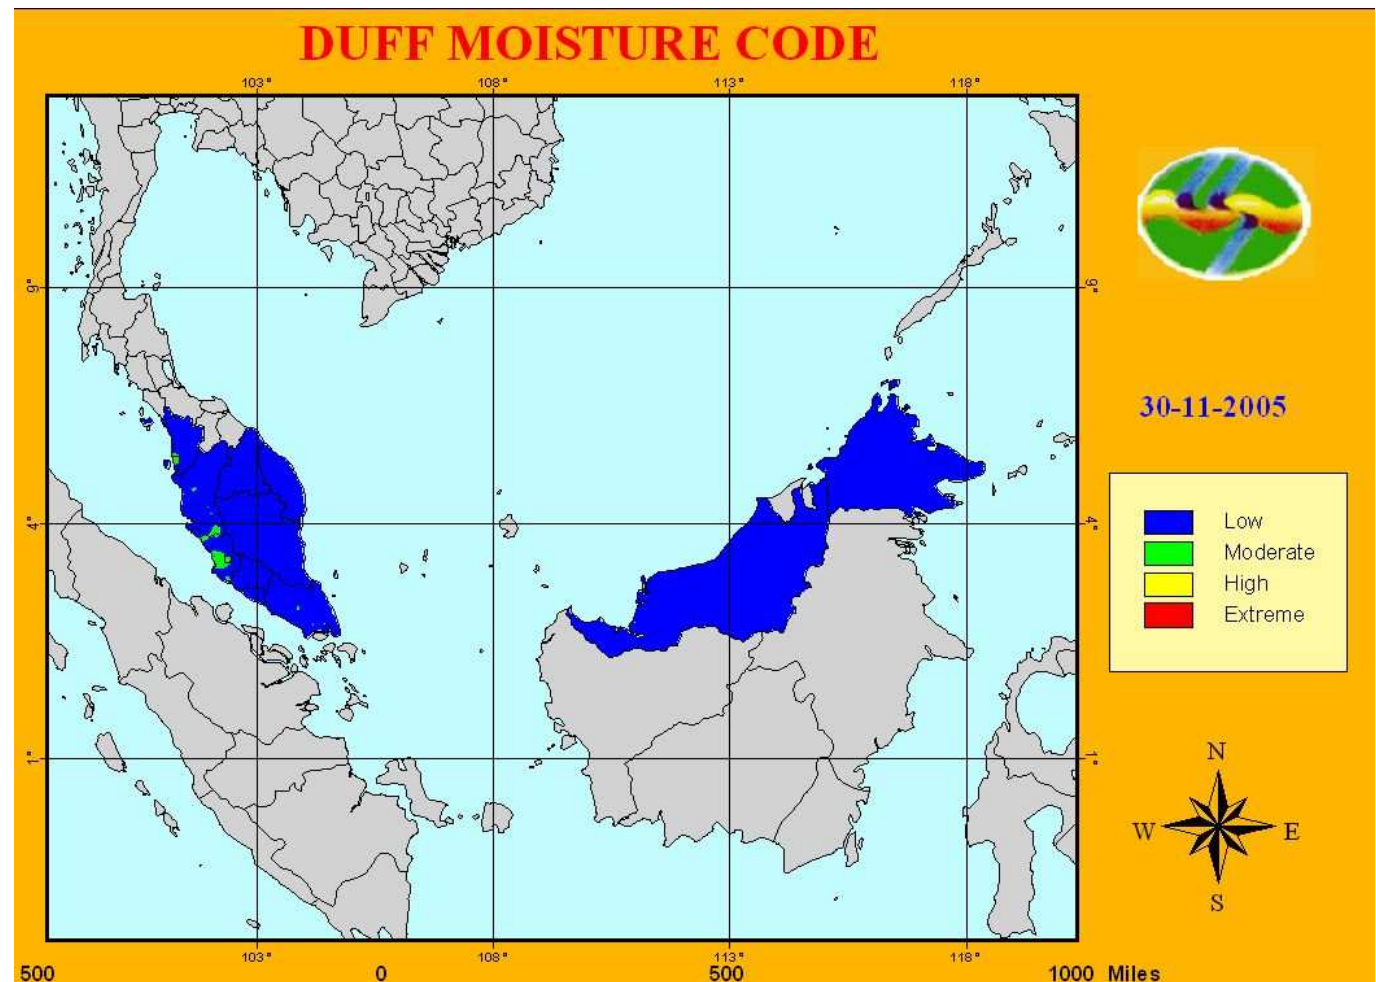 DUFF MOISTURE CODE
103°
108°
113°
118°
9°
9°
30-11-2005
4°
4°
Low
Moderate
High
Extreme
1°
1°
N
W
E
S
103°
108°
113°
118°
500
0
500
1000 Miles